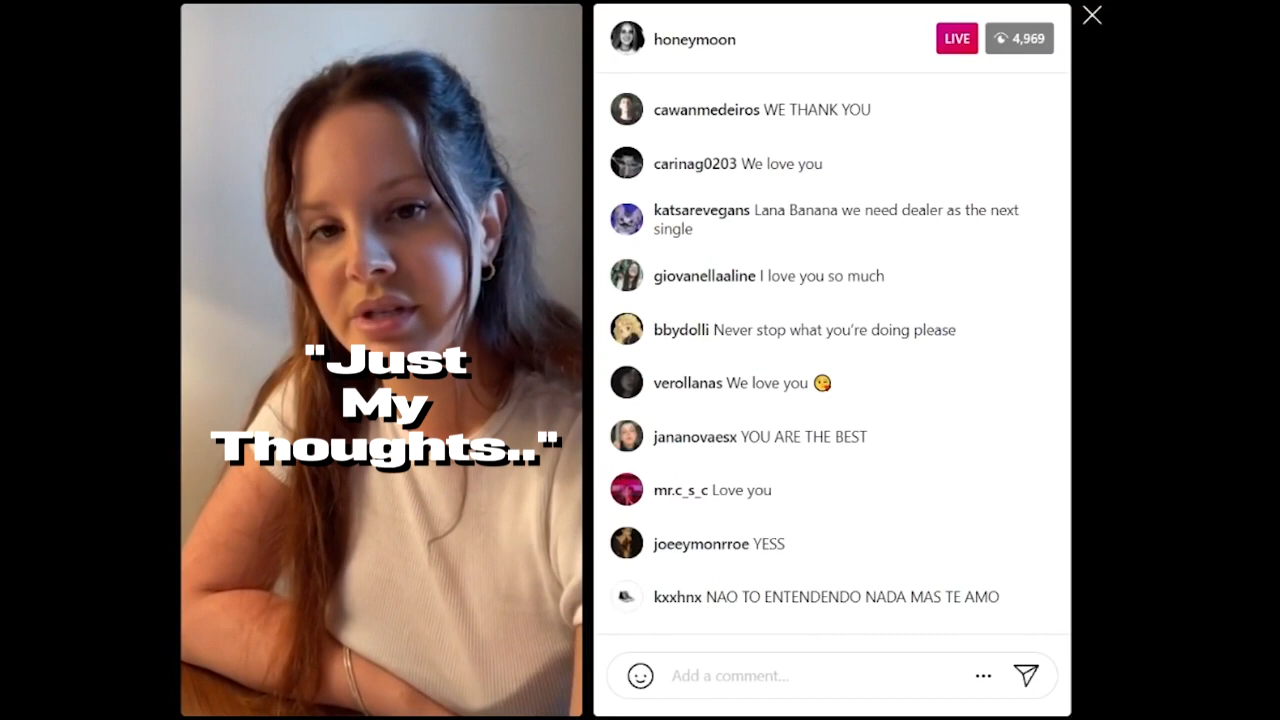 honeymoon
LIVE
4,969
cawanmedeiros WE THANK YOU
carinag0203 We love you
katsarevegans Lana Banana we need dealer as the next
single
giovanellaaline I love you so much
bbydolli Never stop what you're doing please
verollanas We love you 😘
jananovaesx YOU ARE THE BEST
mr.c_s_c Love you
joeeymonrroe YESS
kxxhnx NAO TO ENTENDENDO NADA MAS TE AMO
Add a comment...
"Just
My
Thoughts.."